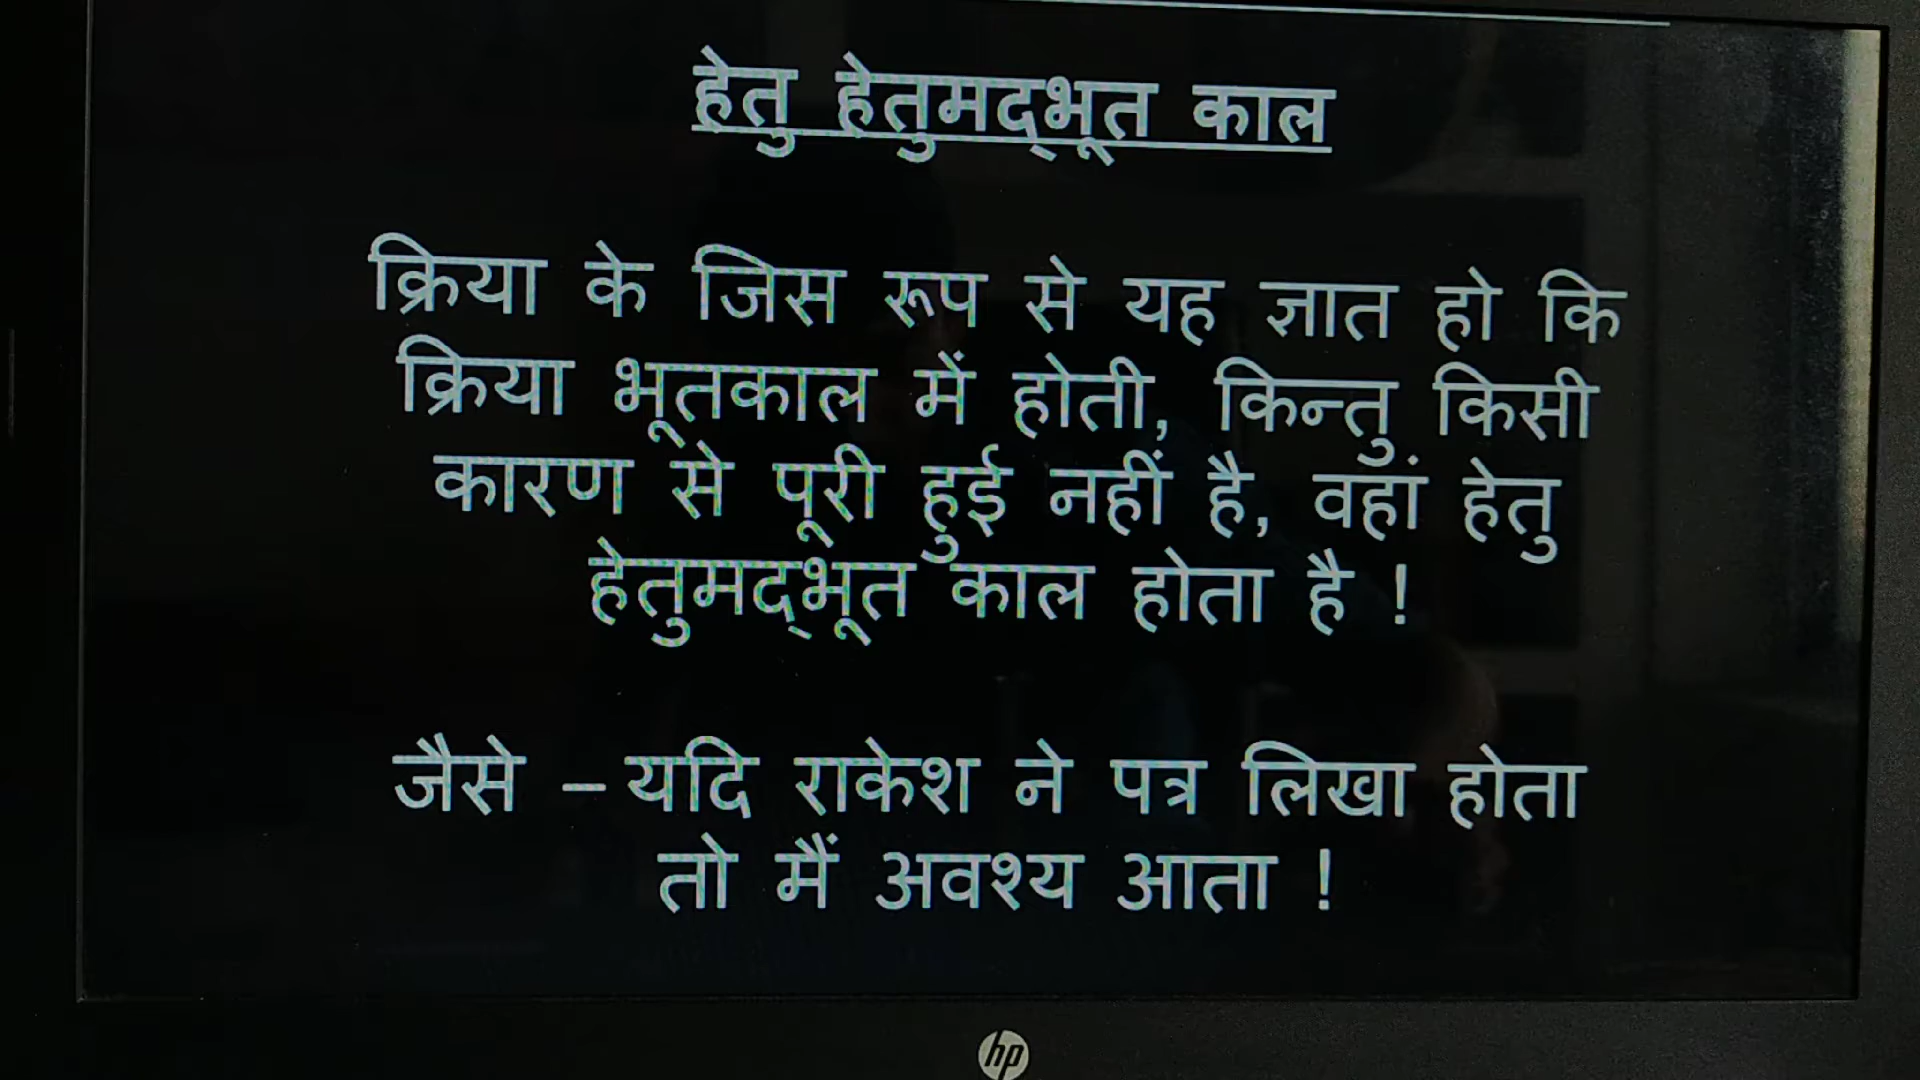 हेतु हेतुमद्‌भूत काल
क्रिया के जिस रूप से यह ज्ञात हो कि
क्रिया भूतकाल में होती, किन्तु किसी
कारण से पूरी हुई नहीं है, वहां हेतु
हेतुमद्‌भूत काल होता है !
जैसे – यदि राकेश ने पत्र लिखा होता
तो मैं अवश्य आता !
hp